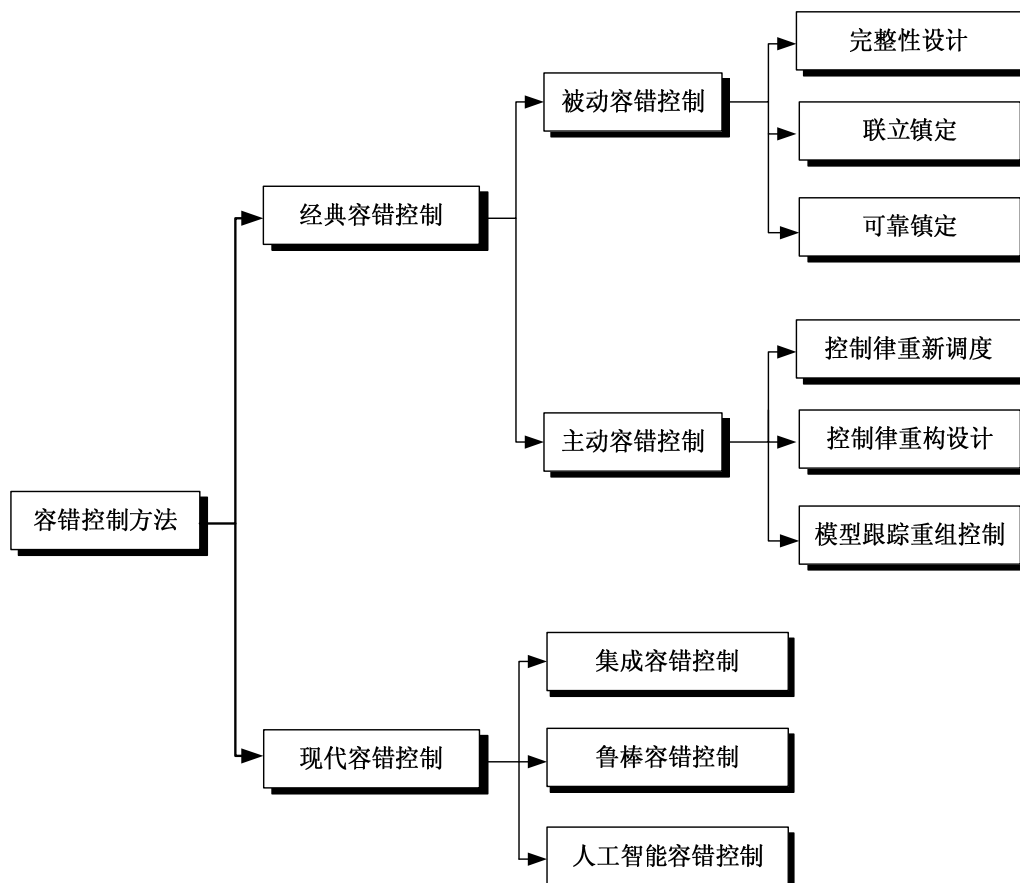 完整性设计
被动容错控制
联立镇定
经典容错控制
可靠镇定
控制律重新调度
主动容错控制
控制律重构设计
容错控制方法
模型跟踪重组控制
集成容错控制
现代容错控制
鲁棒容错控制
人工智能容错控制